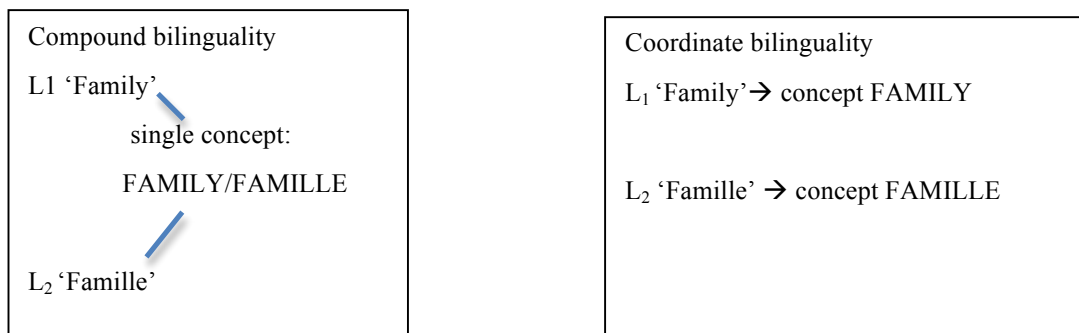 Compound bilinguality
L1 ‘Family’
single concept:
FAMILY/FAMILLE
L₂ ‘Famille’
Coordinate bilinguality
L₁ ‘Family’→ concept FAMILY
L₂ ‘Famille’ → concept FAMILLE